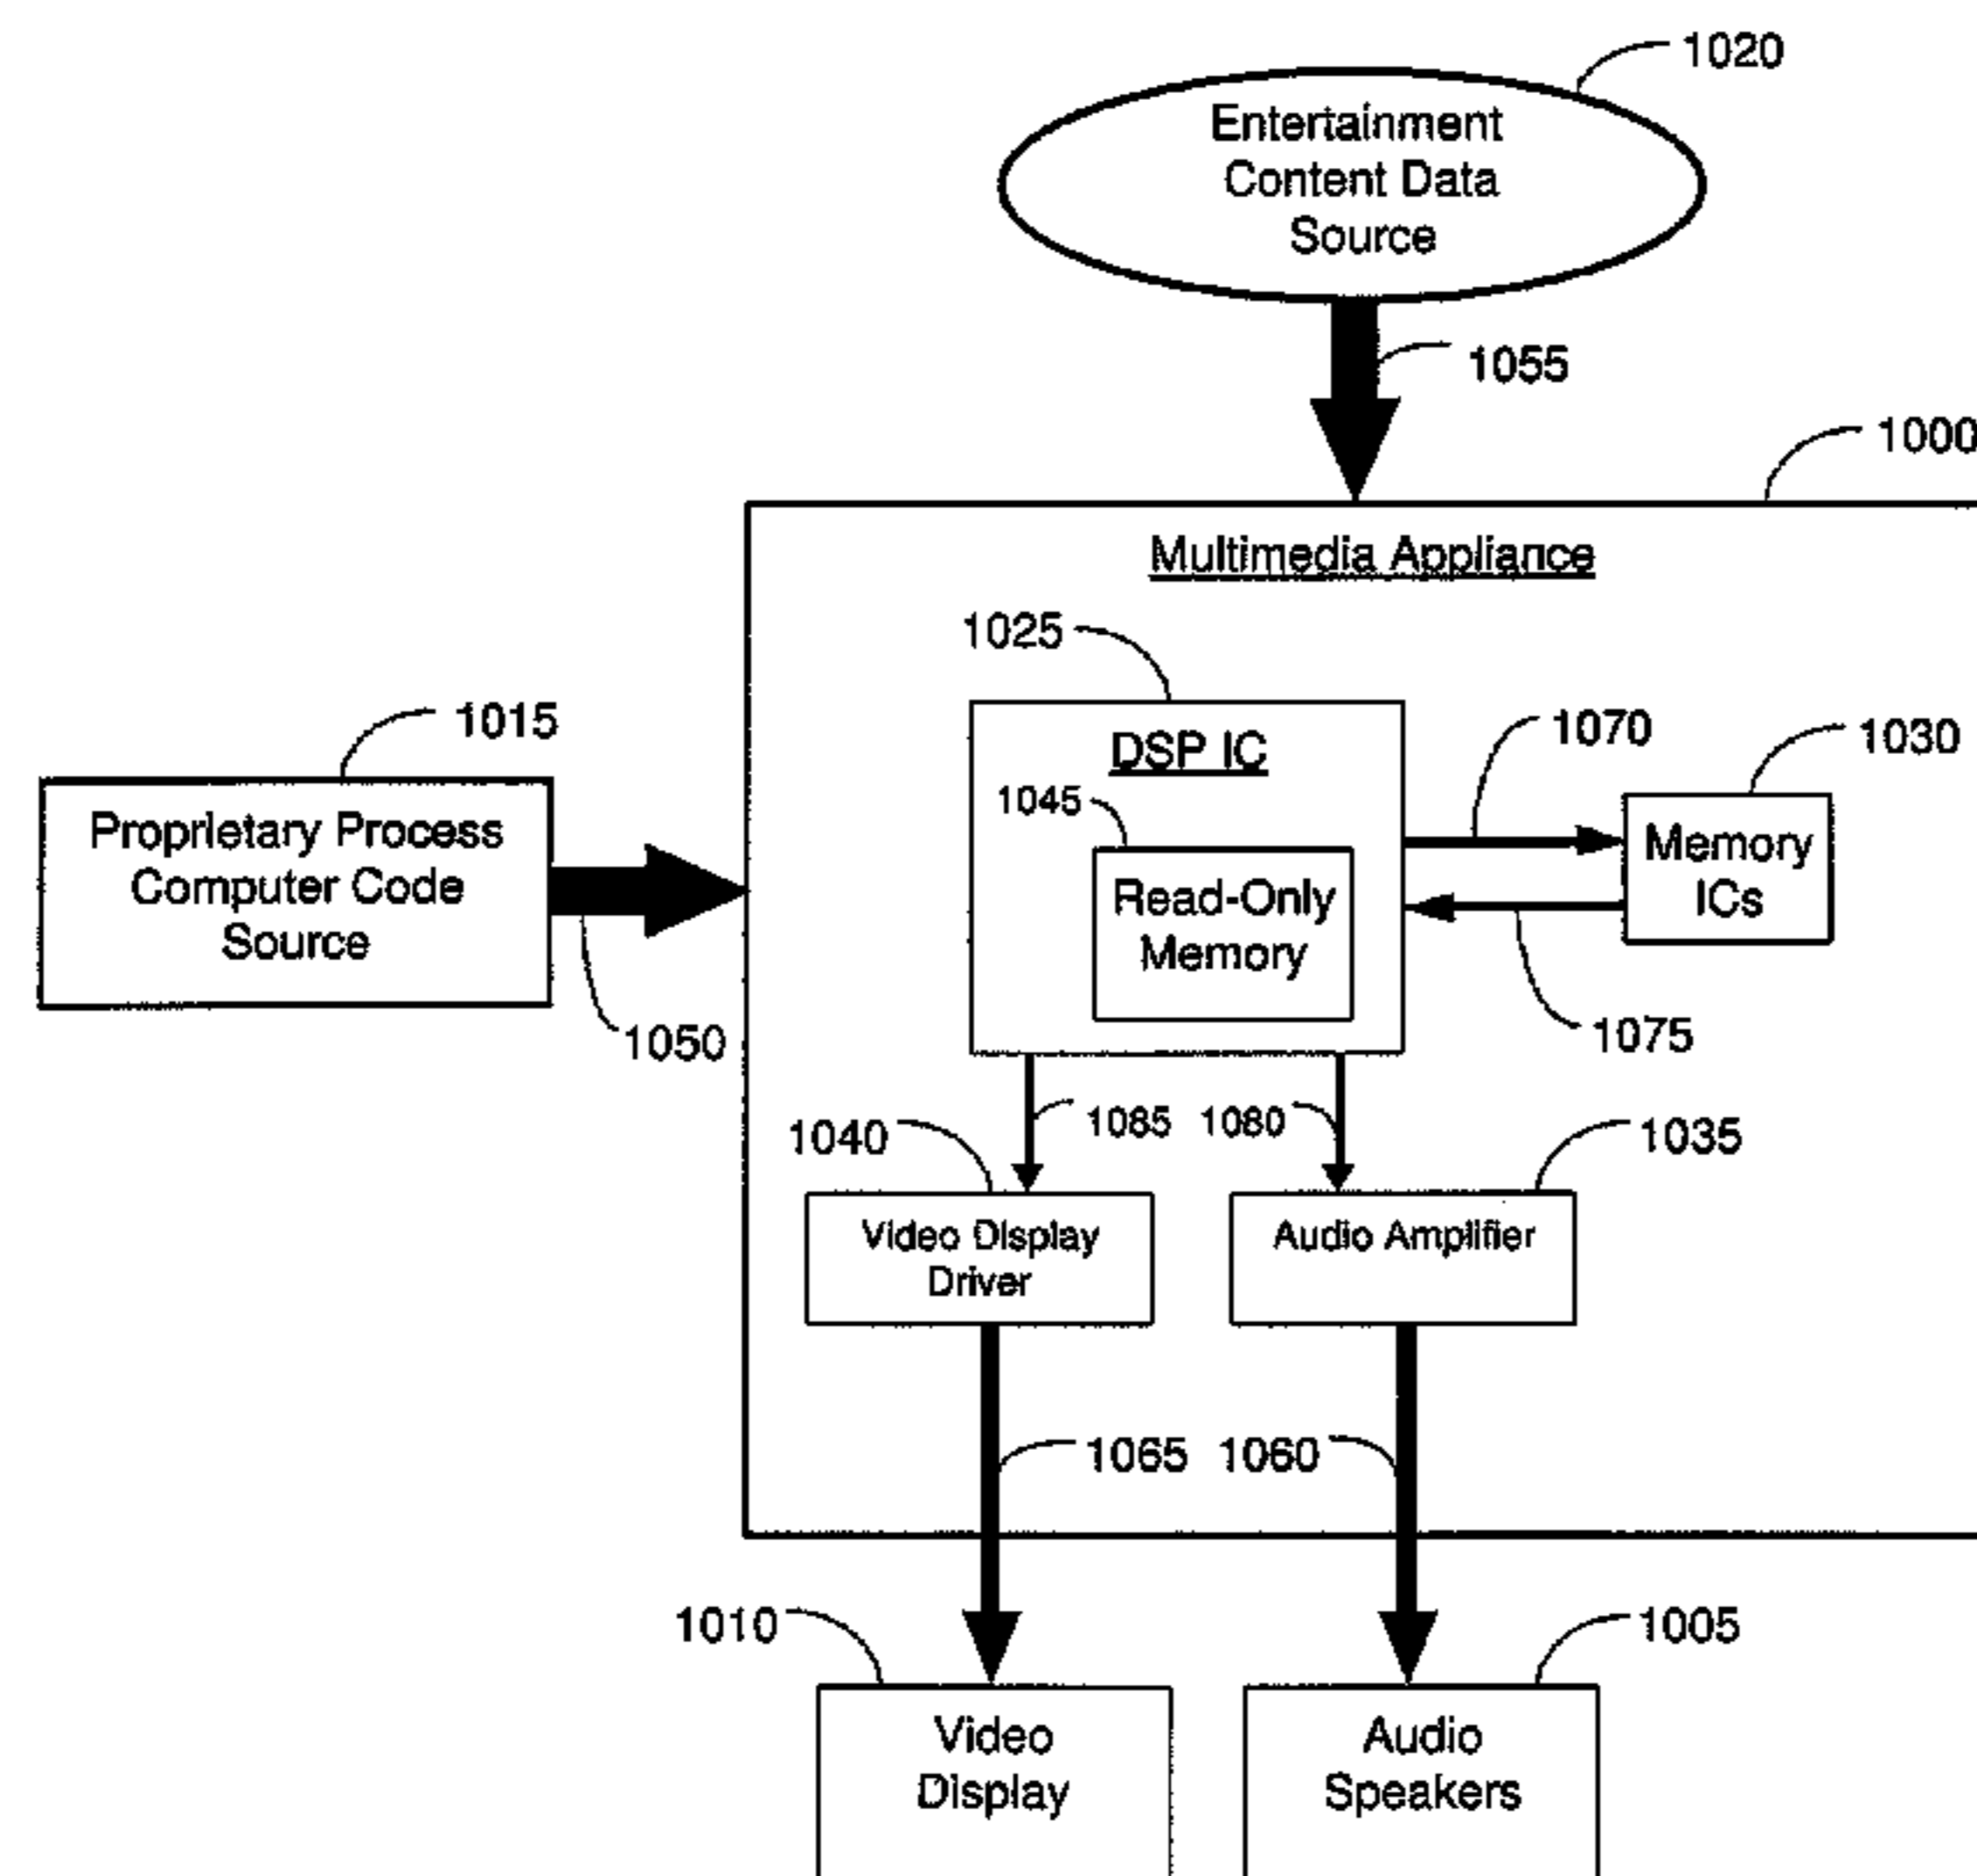 1020
Entertainment
Content Data
Source
1055
1000
Multimedia Appliance
1025
1015
DSP IC
1070
1030
1045
Proprietary Process
Computer Code
Source
Read-Only
Memory
Memory
ICs
1050
1075
1085
1080
1040
1035
Video Display
Driver
Audio Amplifier
1065
1060
1010
1005
Video
Display
Audio
Speakers